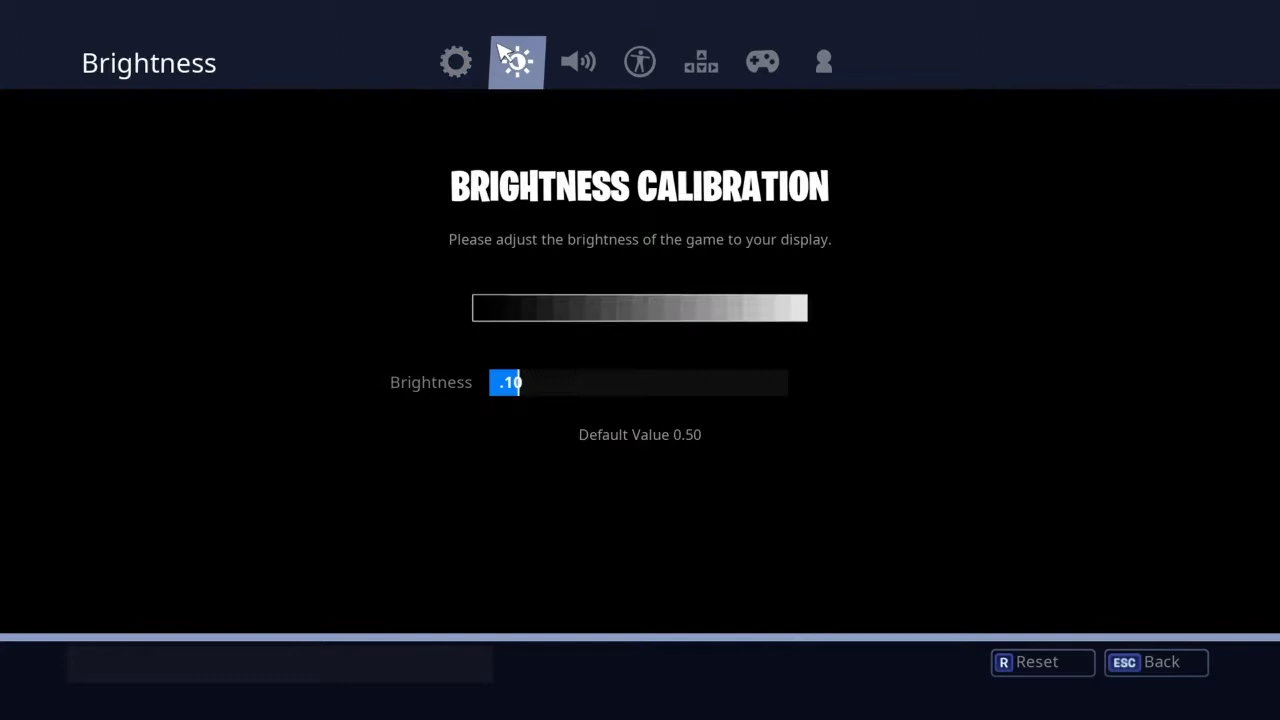 Brightness
BRIGHTNESS CALIBRATION
Please adjust the brightness of the game to your display.
Brightness .10
Default Value 0.50
R Reset ESC Back